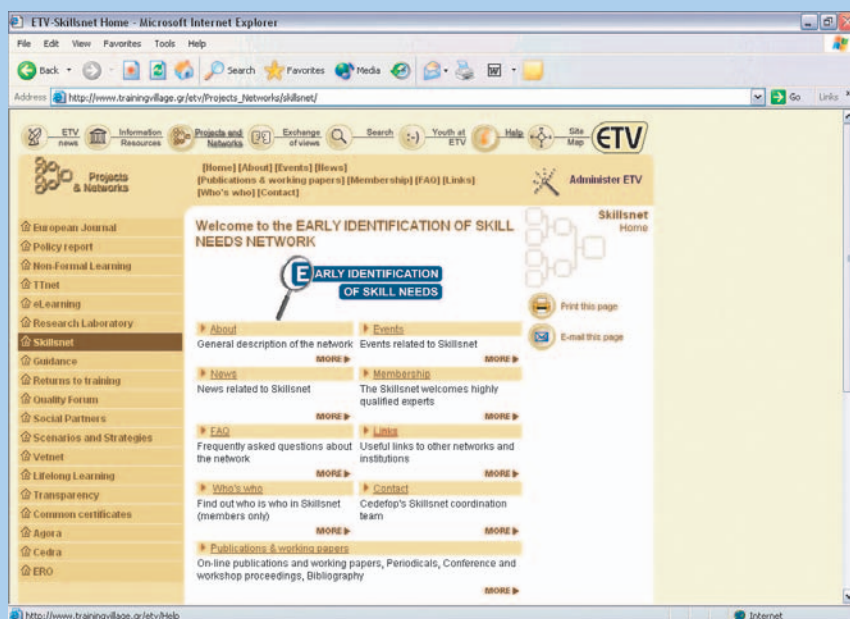 ETV-Skillsnet Home - Microsoft Internet Explorer
File Edit View Favorites Tools Help
Back Search Favorites Media
Address http://www.trainingvillage.gr/etv/Projects_Networks/skillsnet/ Go Links
ETV news Information Resources Projects and Networks Exchange of views Search Youth at ETV Help Site Map ETV
Projects & Networks
[Home] [About] [Events] [News]
[Publications & working papers] [Membership] [FAQ] [Links]
[Who's who] [Contact]
Administer ETV
European Journal
Policy report
Non-Formal Learning
TTnet
eLearning
Research Laboratory
Skillsnet
Guidance
Returns to training
Quality Forum
Social Partners
Scenarios and Strategies
Vetnet
Lifelong Learning
Transparency
Common certificates
Agora
Cedra
ERO
Welcome to the EARLY IDENTIFICATION OF SKILL
NEEDS NETWORK
EARLY IDENTIFICATION
OF SKILL NEEDS
About
General description of the network
MORE
Events
Events related to Skillsnet
MORE
News
News related to Skillsnet
MORE
Membership
The Skillsnet welcomes highly
qualified experts
MORE
FAQ
Frequently asked questions about
the network
MORE
Links
Useful links to other networks and
institutions
MORE
Who's who
Find out who is who in Skillsnet
(members only)
MORE
Contact
Cedefop's Skillsnet coordination
team
MORE
Publications & working papers
On-line publications and working papers, Periodicals, Conference and
workshop proceedings, Bibliography
MORE
Skillsnet
Home
Print this page
E-mail this page
http://www.trainingvillage.gr/etv/Help
Internet